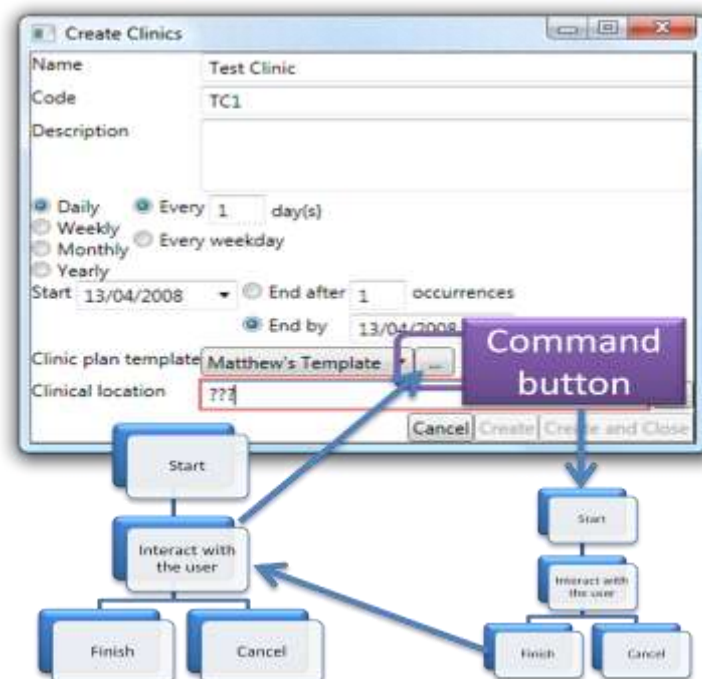 Create Clinics
Name Test Clinic
Code TC1
Description
Daily Every 1 day(s)
Weekly
Monthly Every weekday
Yearly
Start 13/04/2008 End after 1 occurrences
End by 13/04/2008
Clinic plan template Matthew's Template ...
Command
button
Clinical location ???
Cancel Create Create and Close
Start
Interact with
the user
Finish Cancel
Start
Interact with
the user
Finish Cancel